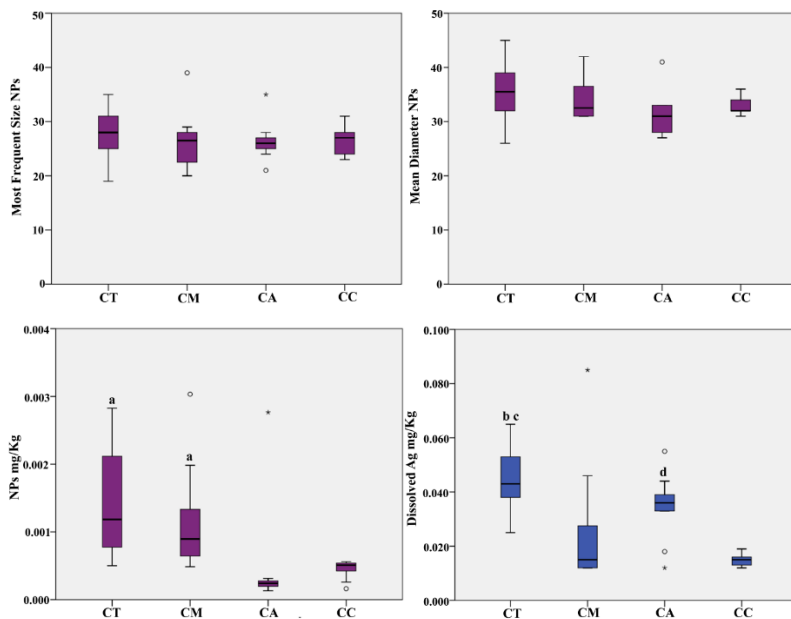 Most Frequent Size NPs
50
40
30
20
10
0
CT CM CA CC
Mean Diameter NPs
50
40
30
20
10
0
CT CM CA CC
NPs mg/Kg
0.004
0.003
0.002
0.001
0.000
a
a
CT CM CA CC
Dissolved Ag mg/Kg
0.100
0.080
0.060
0.040
0.020
0.000
b c
d
CT CM CA CC